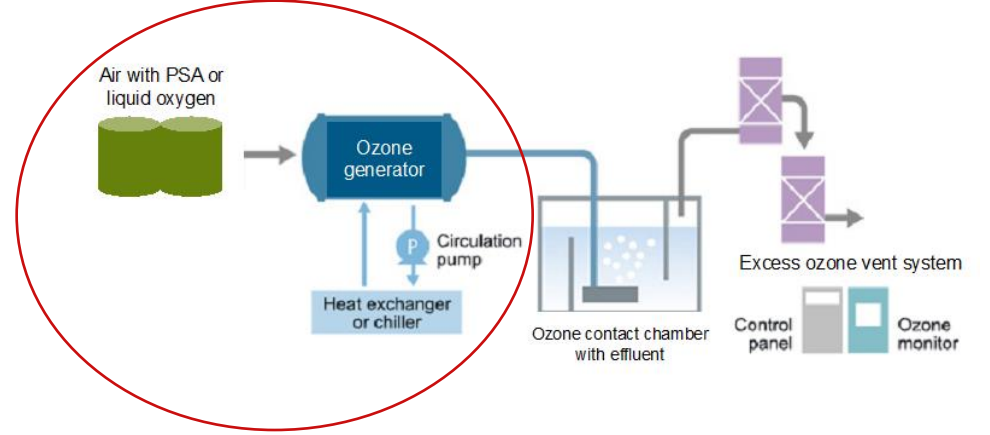 Air with PSA or
liquid oxygen
Ozone
generator
P
Circulation
pump
Heat exchanger
or chiller
Ozone contact chamber
with effluent
Excess ozone vent system
Control
panel
Ozone
monitor